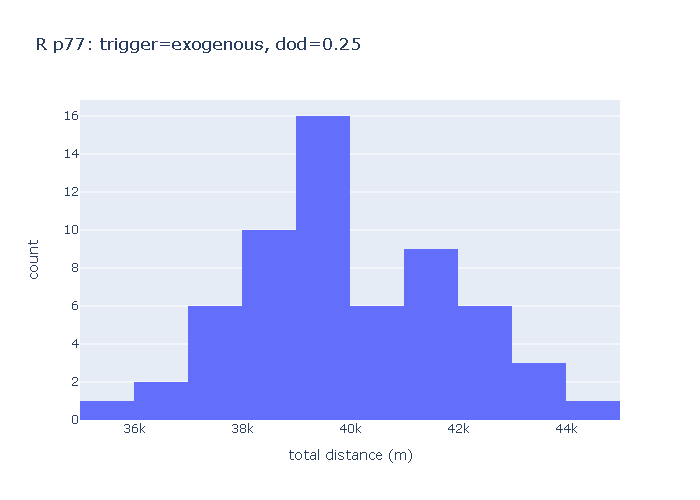 R p77: trigger=exogenous, dod=0.25
16
14
12
10
8
6
4
2
0
count
36k 38k 40k 42k 44k
total distance (m)